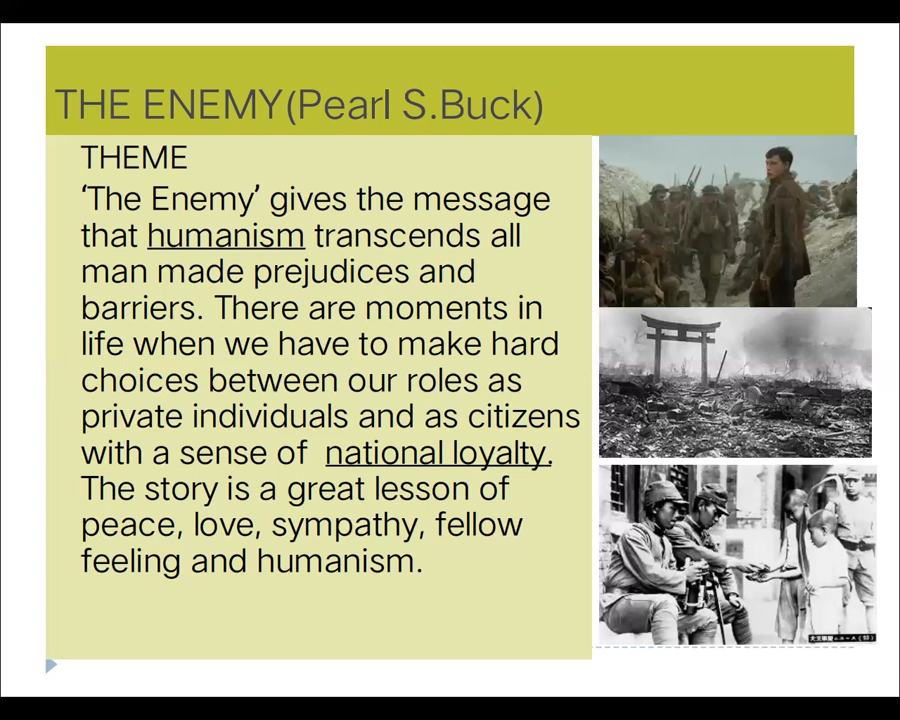 THE ENEMY(Pearl S.Buck)
THEME
‘The Enemy’ gives the message
that humanism transcends all
man made prejudices and
barriers. There are moments in
life when we have to make hard
choices between our roles as
private individuals and as citizens
with a sense of national loyalty.
The story is a great lesson of
peace, love, sympathy, fellow
feeling and humanism.